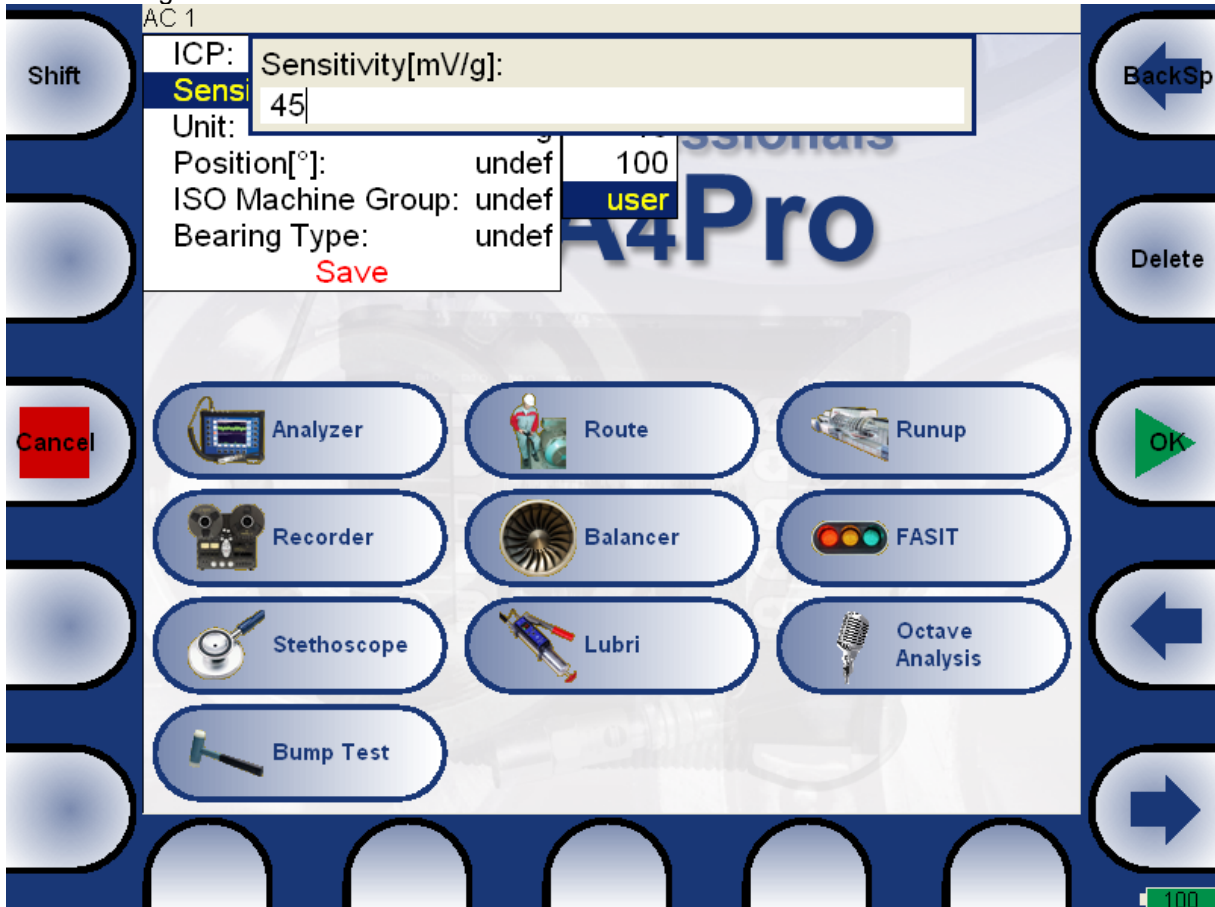 AC 1
Shift
ICP:
Sensitivity[mV/g]:
BackSp
Sensi
45
Unit:
Position[°]: undef 100
ISO Machine Group: undef user
Bearing Type: undef
Save
A4Pro
Delete
Cancel
OK
Analyzer
Route
Runup
Recorder
Balancer
FASIT
Stethoscope
Lubri
Octave
Analysis
Bump Test
100